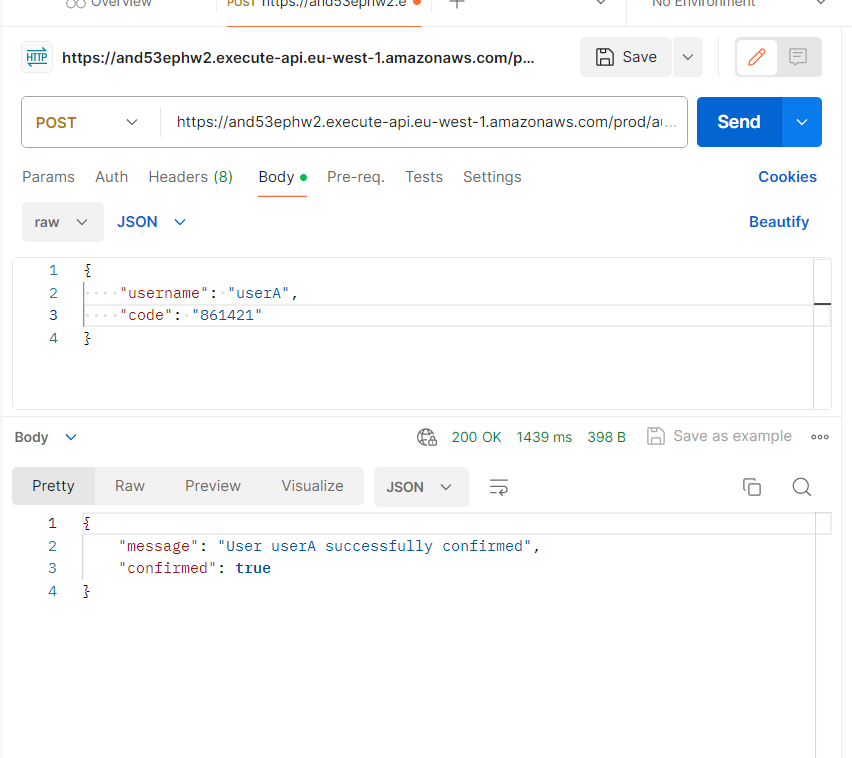 Overview
POST https://and53ephw2.e
No Environment
HTTP https://and53ephw2.execute-api.eu-west-1.amazonaws.com/p...
Save
POST https://and53ephw2.execute-api.eu-west-1.amazonaws.com/prod/au...
Send
Params Auth Headers (8) Body Pre-req. Tests Settings Cookies
raw JSON Beautify
1 {
2 "username": "userA",
3 "code": "861421"
4 }
Body 200 OK 1439 ms 398 B Save as example
Pretty Raw Preview Visualize JSON
1 {
2 "message": "User userA successfully confirmed",
3 "confirmed": true
4 }